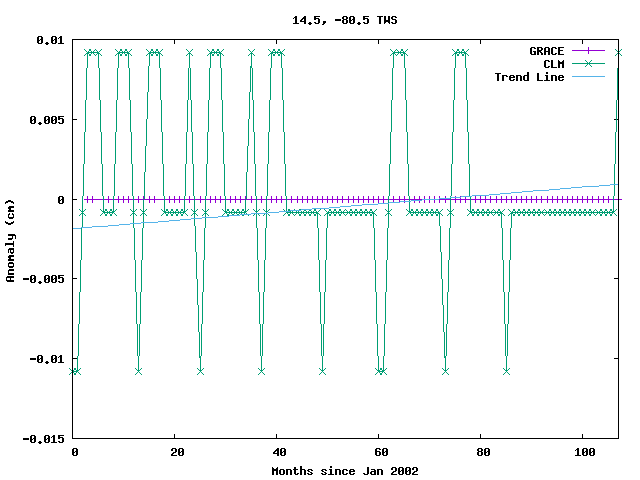 14.5, -80.5 TWS
GRACE
CLM
Trend Line
0.01
0.005
0
-0.005
-0.01
-0.015
Anomaly (cm)
0 20 40 60 80 100
Months since Jan 2002